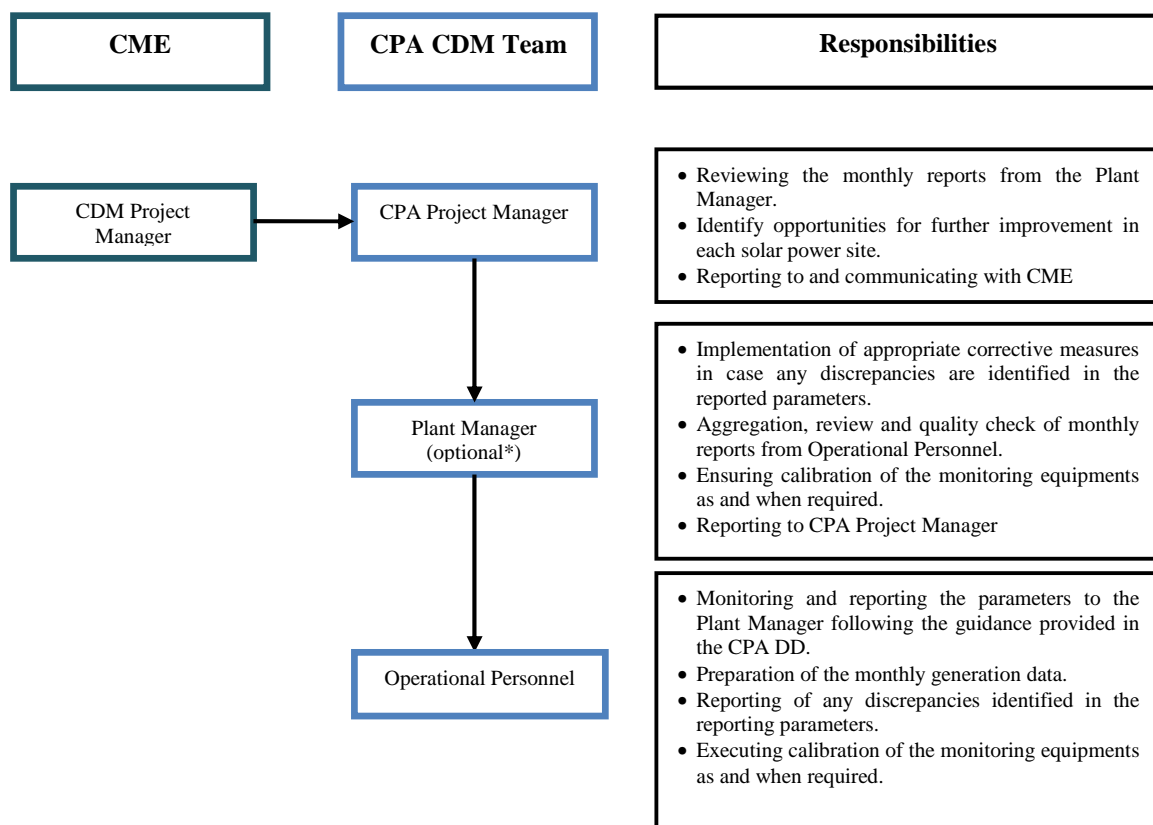 CME
CPA CDM Team
Responsibilities
CDM Project
Manager
CPA Project Manager
• Reviewing the monthly reports from the Plant
Manager.
• Identify opportunities for further improvement in
each solar power site.
• Reporting to and communicating with CME
Plant Manager
(optional*)
• Implementation of appropriate corrective measures
in case any discrepancies are identified in the
reported parameters.
• Aggregation, review and quality check of monthly
reports from Operational Personnel.
• Ensuring calibration of the monitoring equipments
as and when required.
• Reporting to CPA Project Manager
Operational Personnel
• Monitoring and reporting the parameters to the
Plant Manager following the guidance provided in
the CPA DD.
• Preparation of the monthly generation data.
• Reporting of any discrepancies identified in the
reporting parameters.
• Executing calibration of the monitoring equipments
as and when required.